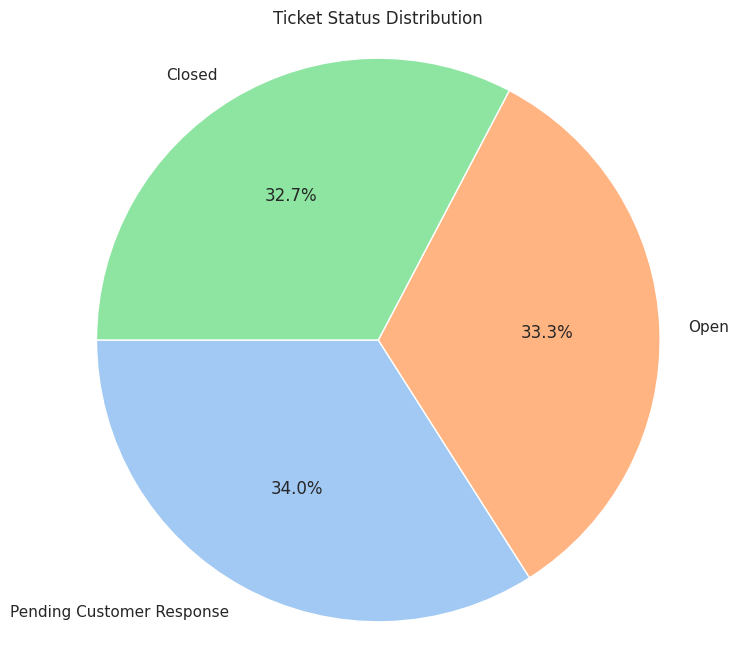 Ticket Status Distribution
Closed
32.7%
Open
33.3%
34.0%
Pending Customer Response